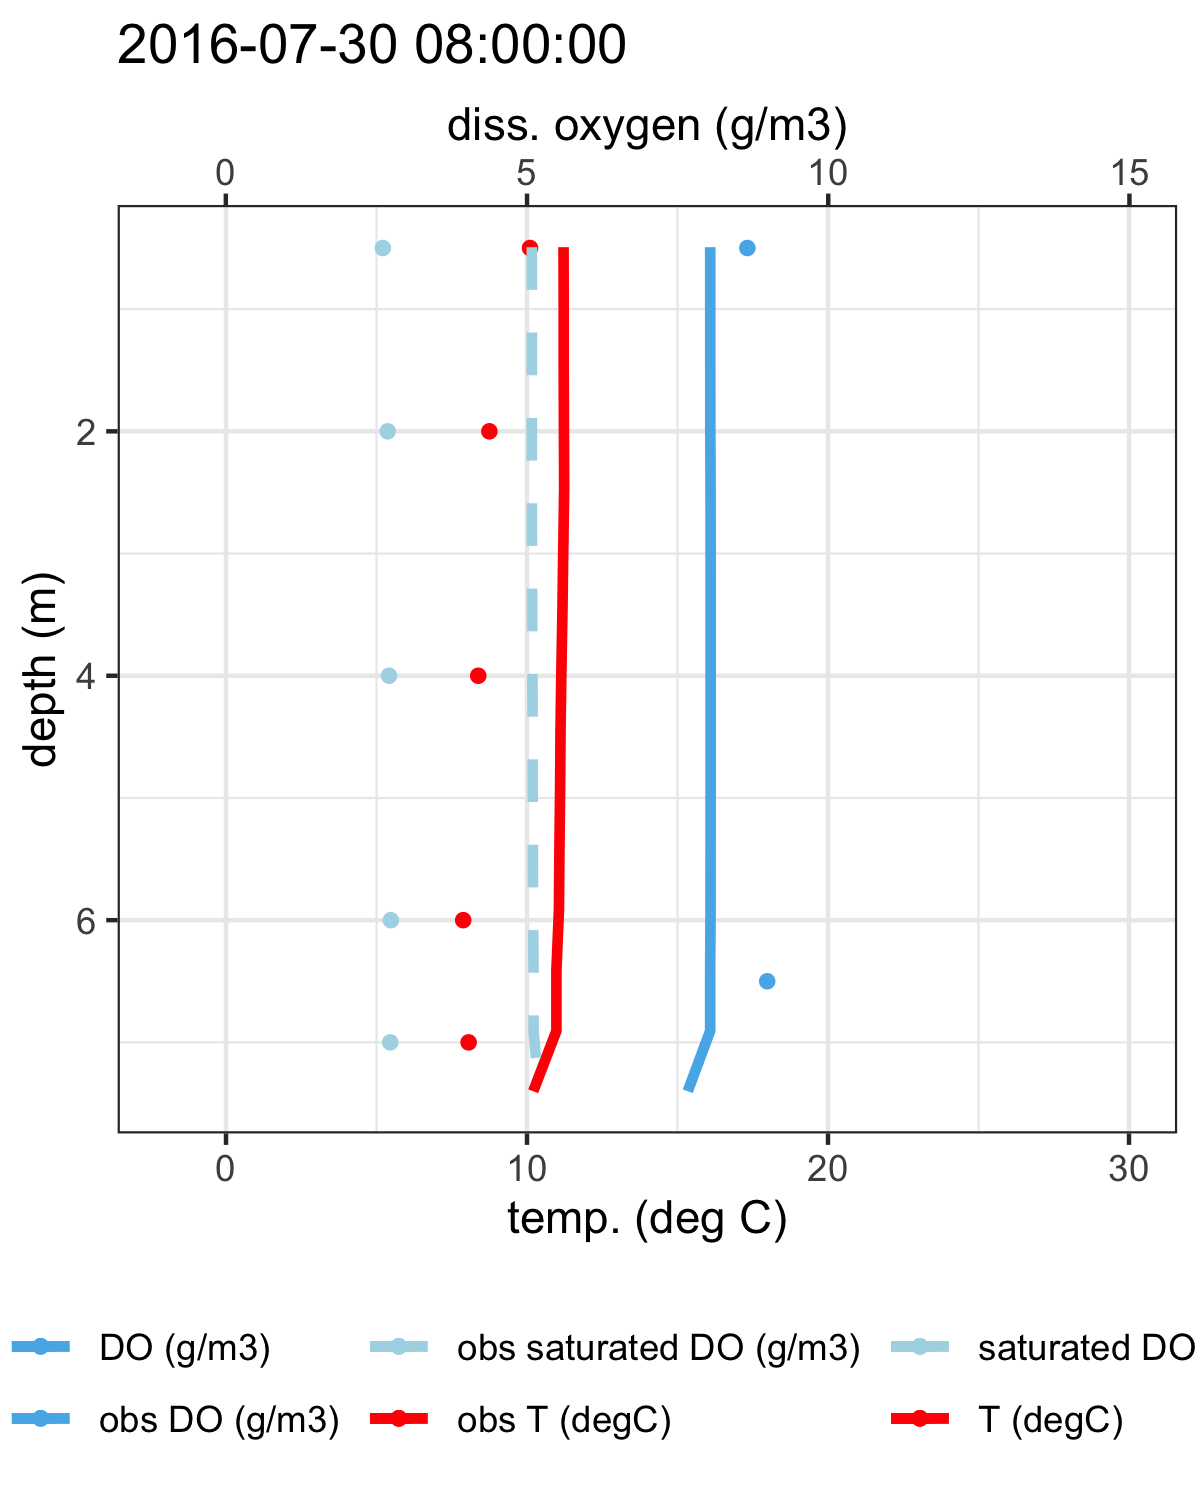 2016-07-30 08:00:00
diss. oxygen (g/m3)
0 5 10 15
depth (m)
2
4
6
0 10 20 30
temp. (deg C)
DO (g/m3) obs saturated DO (g/m3) saturated DO
obs DO (g/m3) obs T (degC) T (degC)